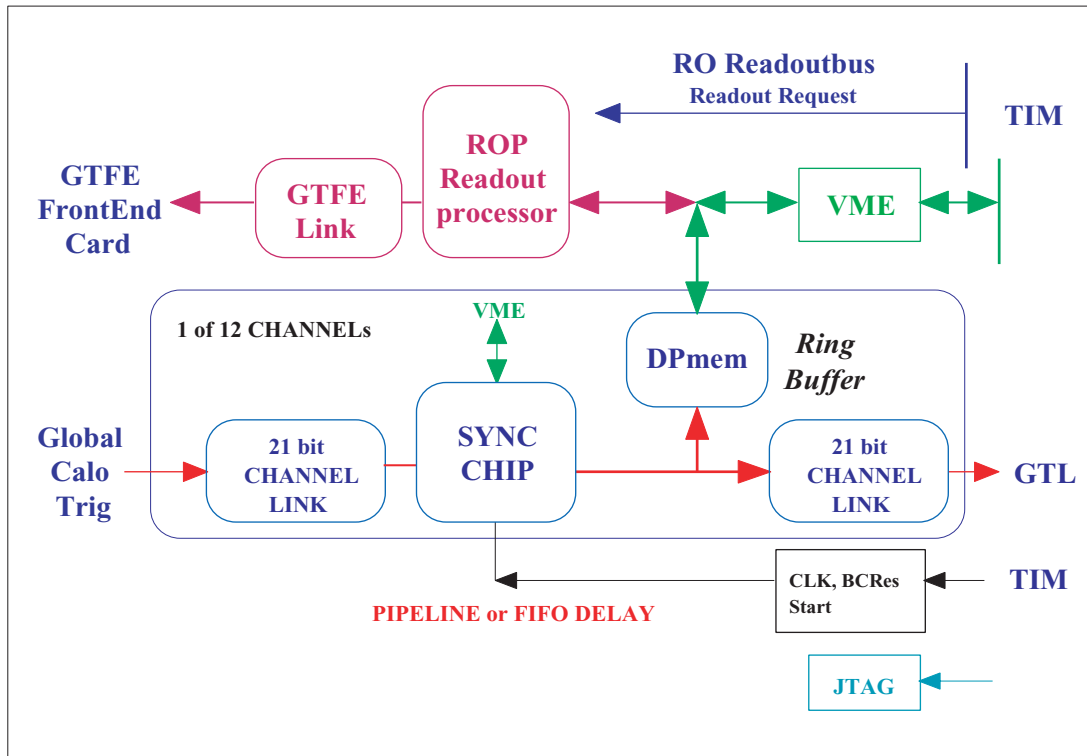 RO Readoutbus
Readout Request
TIM
ROP
Readout
processor
GTFE
Link
GTFE
FrontEnd
Card
VME
1 of 12 CHANNELs
VME
DPmem
Ring
Buffer
Global
Calo
Trig
21 bit
CHANNEL
LINK
SYNC
CHIP
21 bit
CHANNEL
LINK
GTL
CLK, BCRes
Start
TIM
PIPELINE or FIFO DELAY
JTAG